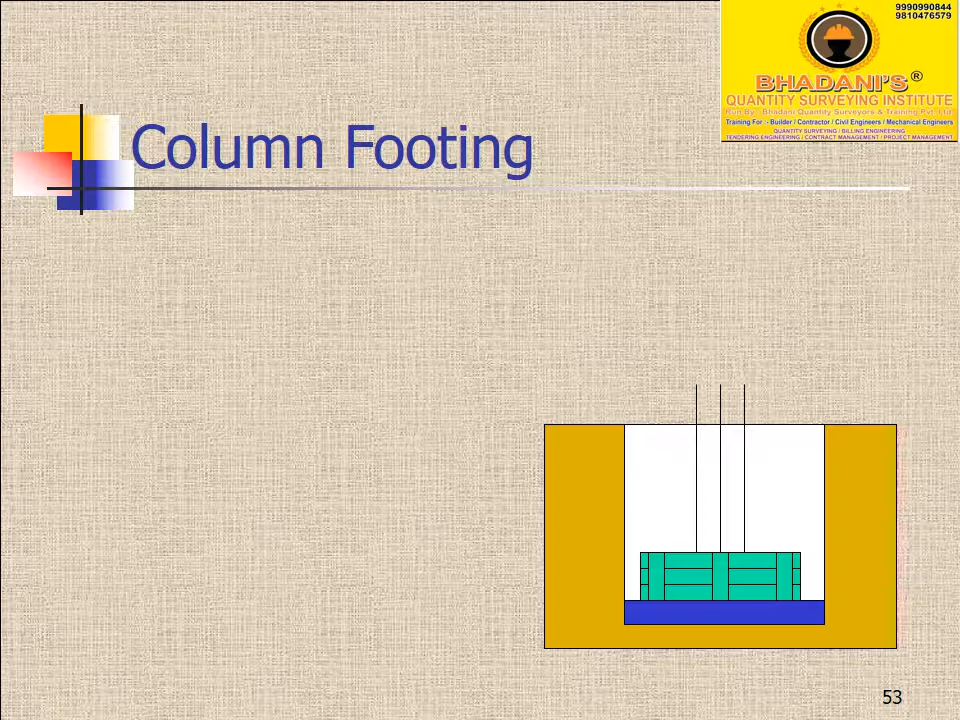 9990990844
9810476579
BHADANI'S®
QUANTITY SURVEYING INSTITUTE
Run By : Bhadani Quantity Surveyors & Training Pvt. Ltd.
Training For :- Builder / Contractor / Civil Engineers / Mechanical Engineers
QUANTITY SURVEYING / BILLING ENGINEERING
TENDERING ENGINEERING / CONTRACT MANAGEMENT / PROJECT MANAGEMENT
Column Footing
53